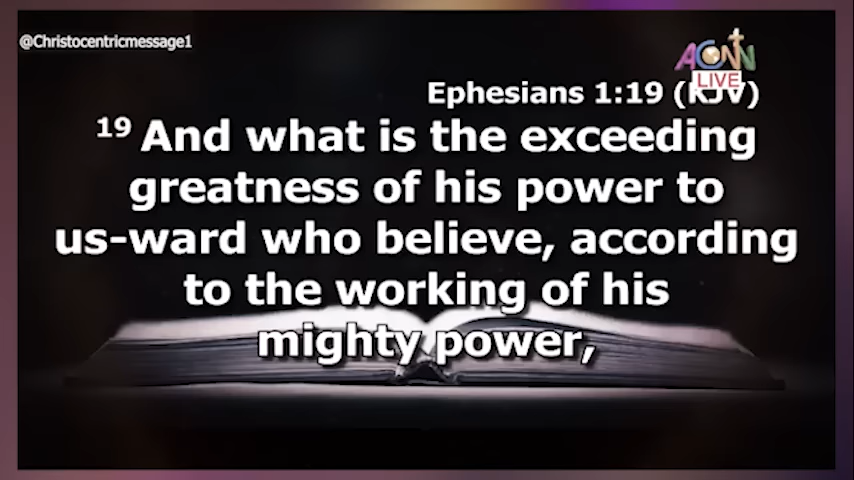 @Christocentricmessage1
ACNN
LIVE
Ephesians 1:19 (KJV)
19 And what is the exceeding
greatness of his power to
us-ward who believe, according
to the working of his
mighty power,